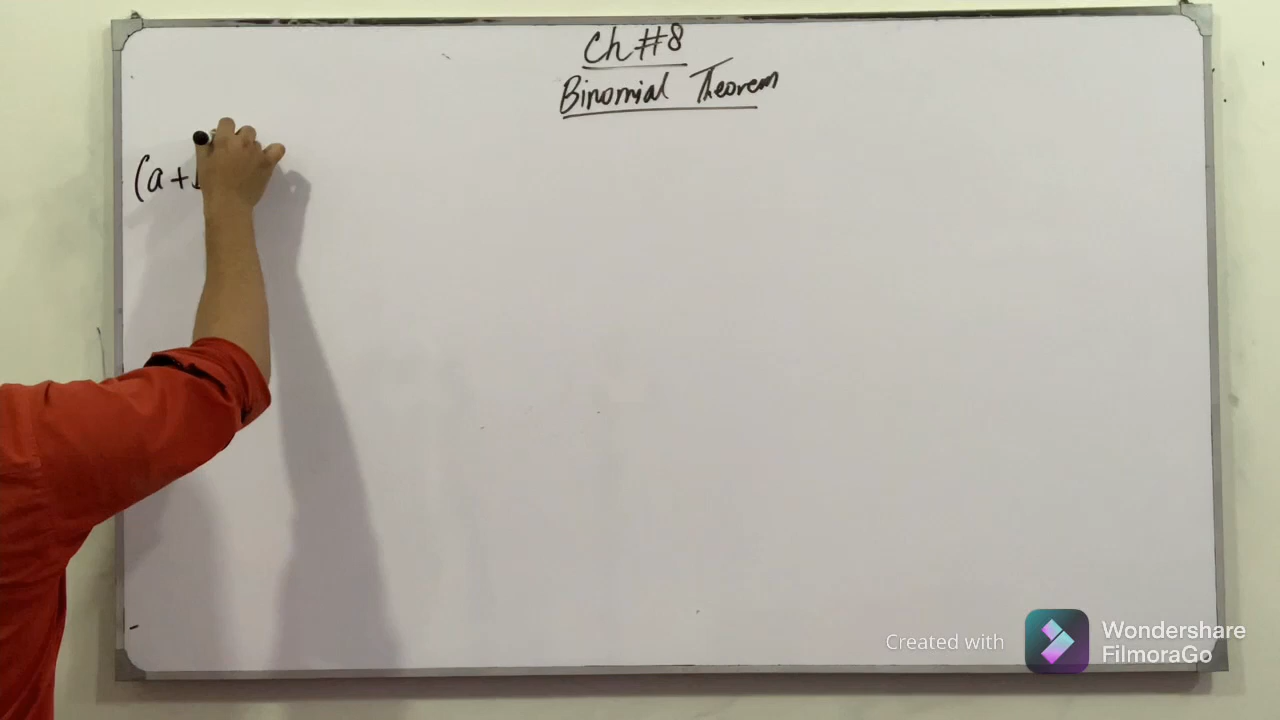 Ch #8
Binomial Theorem
(a +
Created with
Wondershare
FilmoraGo